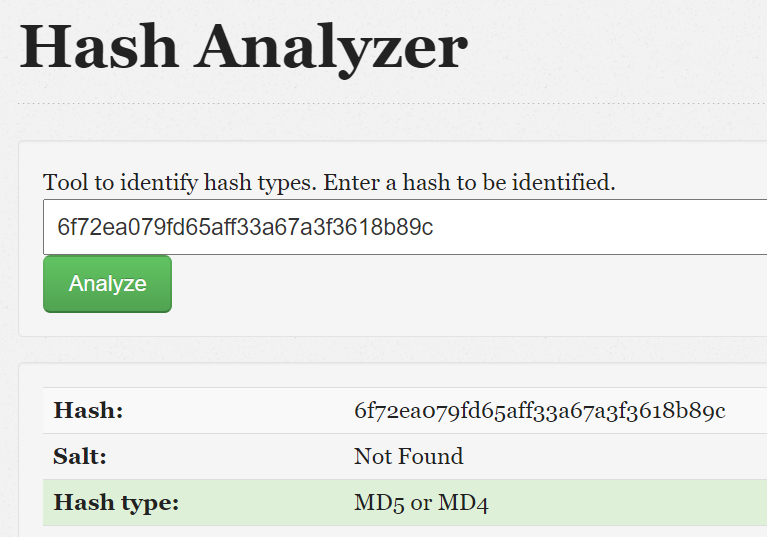 Hash Analyzer
Tool to identify hash types. Enter a hash to be identified.
6f72ea079fd65aff33a67a3f3618b89c
Analyze
Hash: 6f72ea079fd65aff33a67a3f3618b89c
Salt: Not Found
Hash type: MD5 or MD4